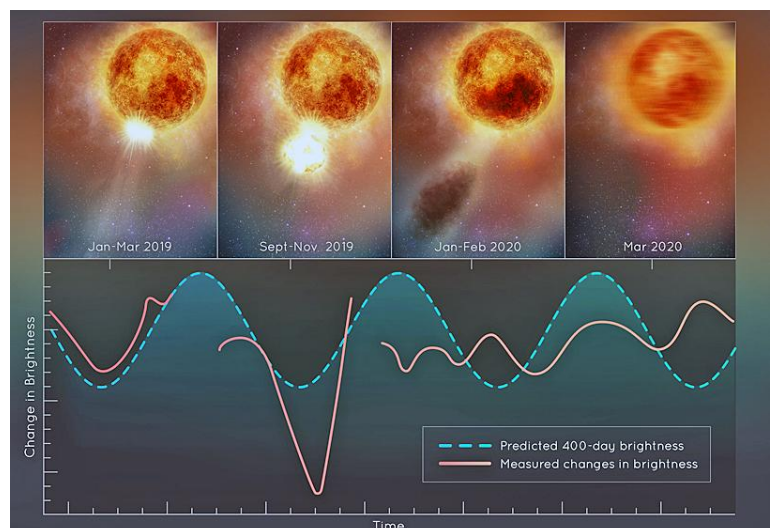 Jan-Mar 2019
Sept-Nov. 2019
Jan-Feb 2020
Mar 2020
Change in Brightness
Predicted 400-day brightness
Measured changes in brightness
Time